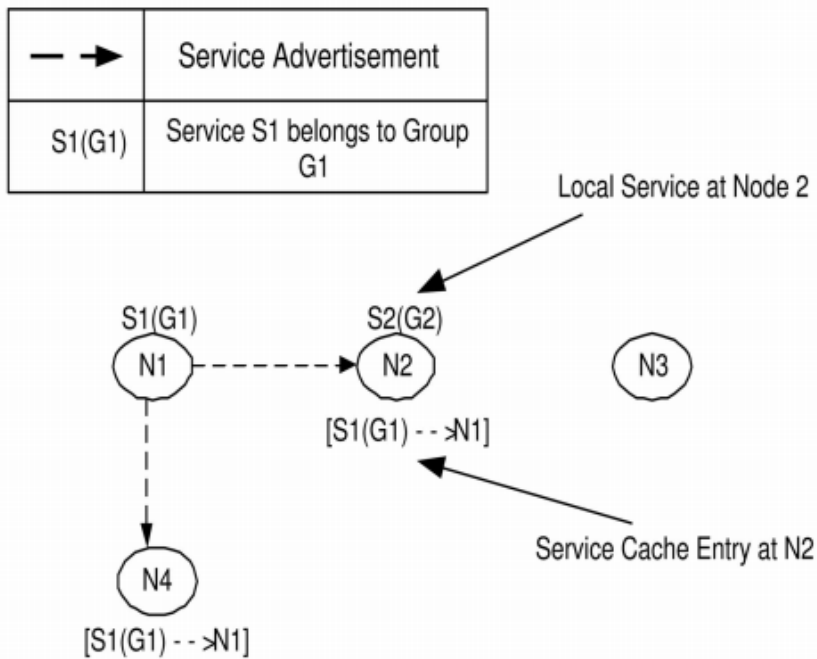 Service Advertisement
S1(G1)
Service S1 belongs to Group
G1
Local Service at Node 2
S1(G1)
S2(G2)
N1
N2
N3
[S1(G1) - - >N1]
Service Cache Entry at N2
N4
[S1(G1) - - >N1]